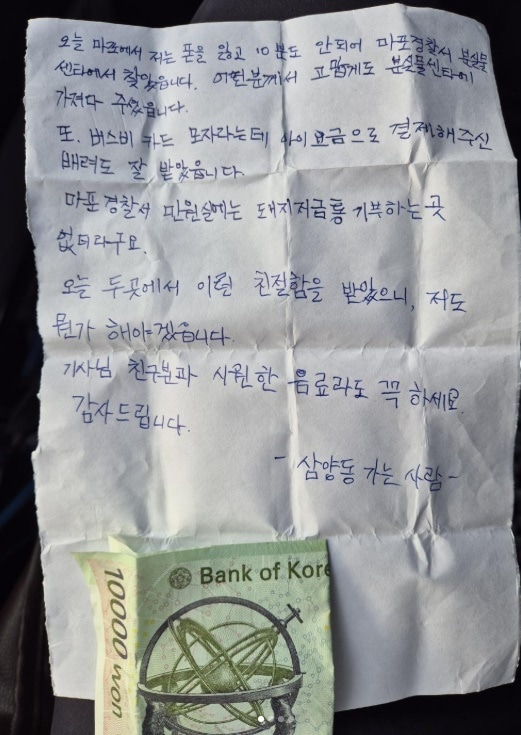 오늘 마포에서 저는 폰을 잃고 10분도 안되어 마포경찰서 분실물
센타에서 찾았습니다. 어떤분께서 고맙게도 분실물센타에
가져다 주었습니다.
또. 버스비 카드 모자라는데 아이 요금으로 결제해주신
배려도 잘 받았읍니다.
마포 경찰서 민원실에는 돼지저금통 기부하는 곳
없더라구요.
오늘 두곳에서 이런 친절함을 받았으니, 저도
뭔가 해야겠읍니다.
기사님 친구분과 시원한 음료라도 꼭 하세요.
감사드립니다.
- 삼양동 가는 사람 -
Bank of Kore
10000 won